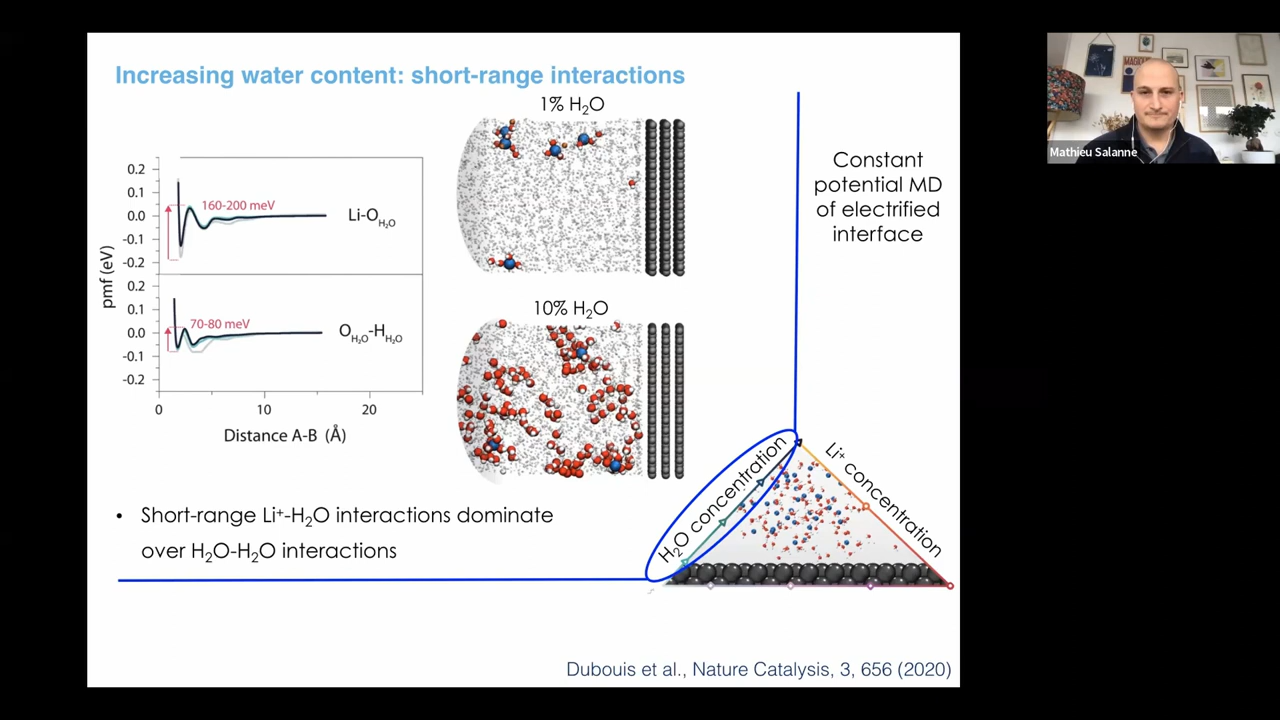 Increasing water content: short-range interactions
1% H₂O
0.2
0.1
0.0
-0.1
-0.2
160-200 meV
Li-O_H₂O
pmf (eV)
0.2
0.1
0.0
-0.1
-0.2
70-80 meV
O_H₂O-H_H₂O
0
10
20
Distance A-B (Å)
10% H₂O
Constant
potential MD
of electrified
interface
H₂O concentration
Li⁺ concentration
• Short-range Li⁺-H₂O interactions dominate
over H₂O-H₂O interactions
Dubouis et al., Nature Catalysis, 3, 656 (2020)
MAGIQUE
Mathieu Salanne